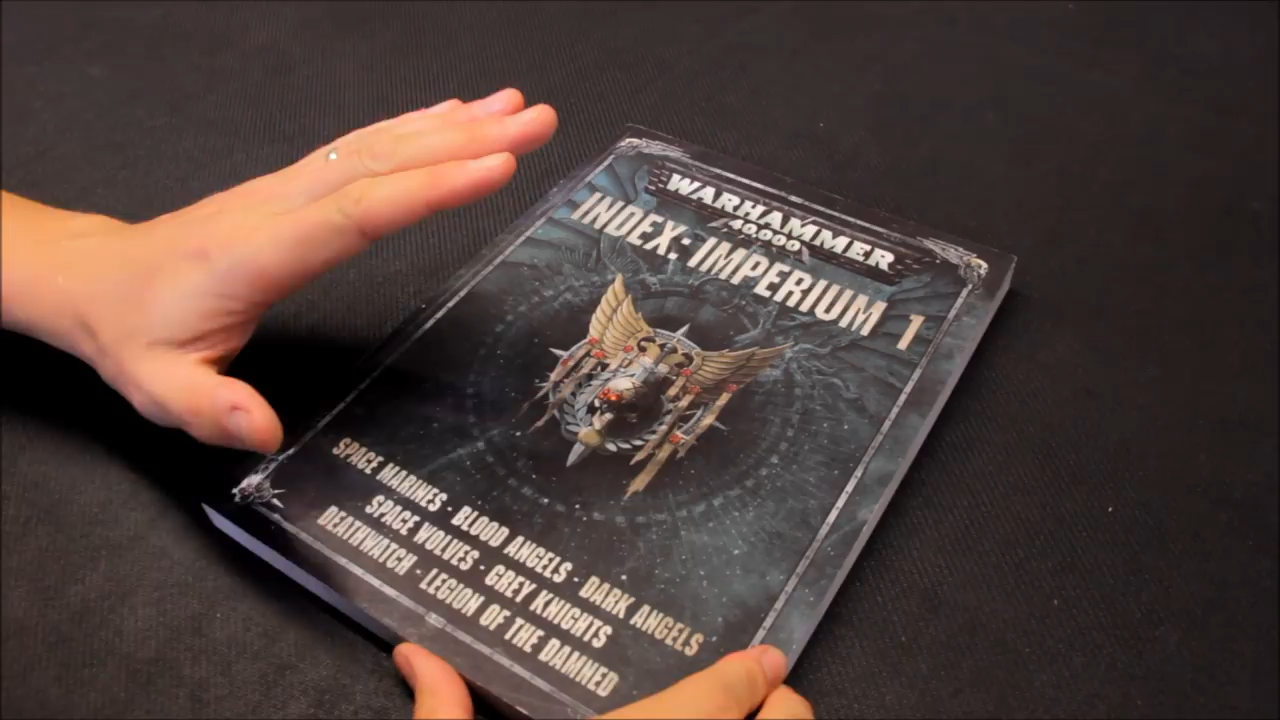 WARHAMMER
40,000
INDEX: IMPERIUM 1
SPACE MARINES · BLOOD ANGELS · DARK ANGELS
SPACE WOLVES · GREY KNIGHTS
DEATHWATCH · LEGION OF THE DAMNED